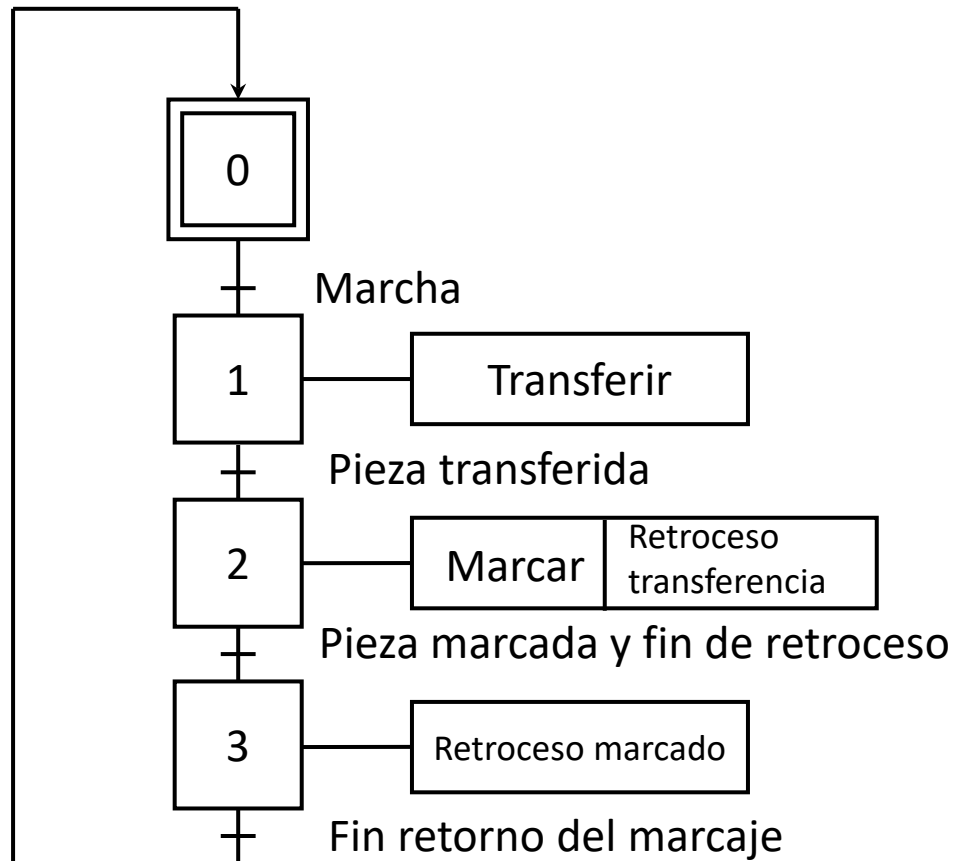 0
Marcha
1
Transferir
Pieza transferida
2
Marcar
Retroceso
transferencia
Pieza marcada y fin de retroceso
3
Retroceso marcado
Fin retorno del marcaje